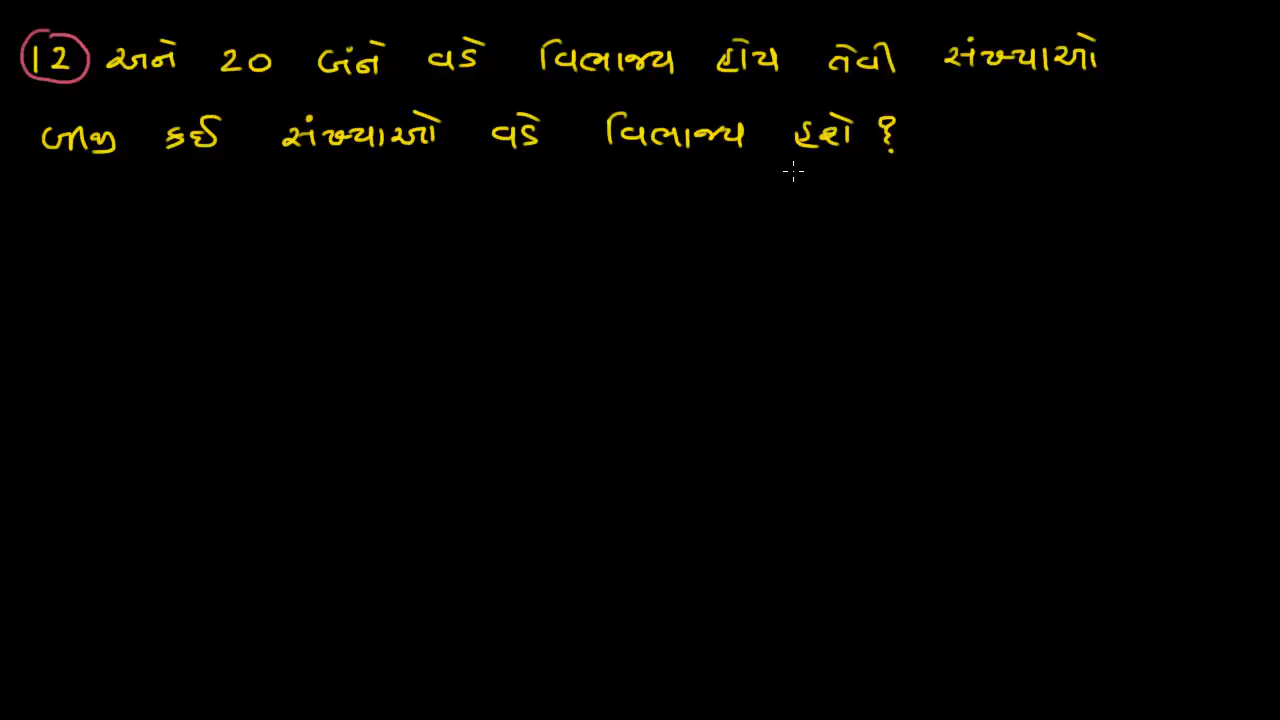 12 અને 20 બંને વડે વિભાજ્ય હોય તેવી સંખ્યાઓ
બીજી કઈ સંખ્યાઓ વડે વિભાજ્ય હશે?